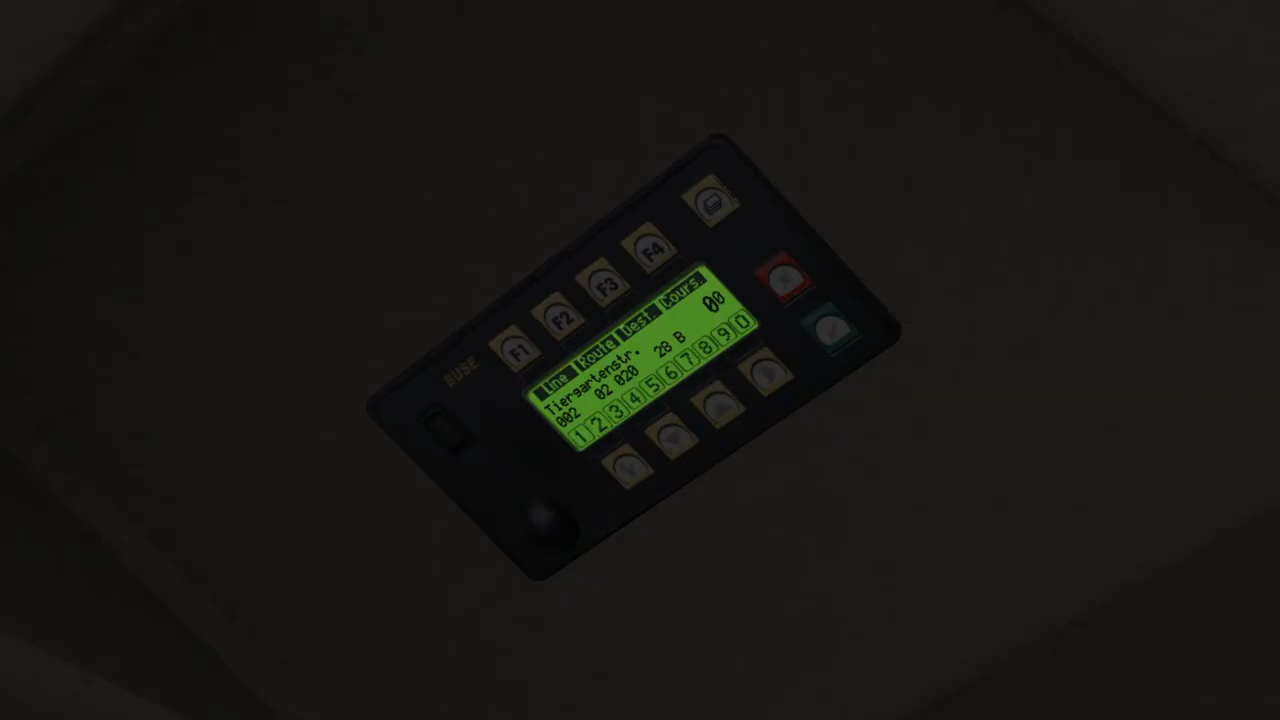 F1 F2 F3 F4
BUSE
Line Route Dest. Cours.
Tiergartenstr. 00
002 02 020 28 B
1 2 3 4 5 6 7 8 9 0